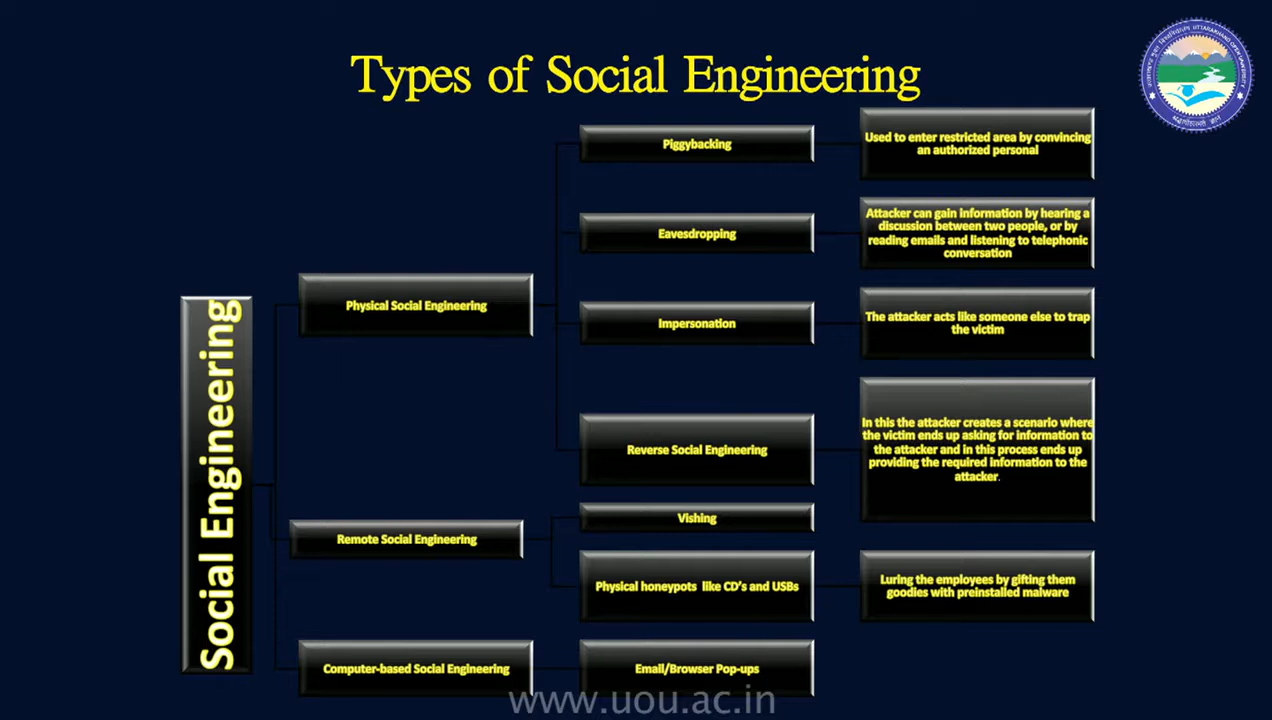 Types of Social Engineering
Piggybacking
Used to enter restricted area by convincing
an authorized personal
Eavesdropping
Attacker can gain information by hearing a
discussion between two people, or by
reading emails and listening to telephonic
conversation
Physical Social Engineering
Impersonation
The attacker acts like someone else to trap
the victim
Reverse Social Engineering
In this the attacker creates a scenario where
the victim ends up asking for information to
the attacker and in this process ends up
providing the required information to the
attacker.
Social Engineering
Remote Social Engineering
Vishing
Physical honeypots like CD's and USBs
Luring the employees by gifting them
goodies with preinstalled malware
Computer-based Social Engineering
Email/Browser Pop-ups
www.uou.ac.in